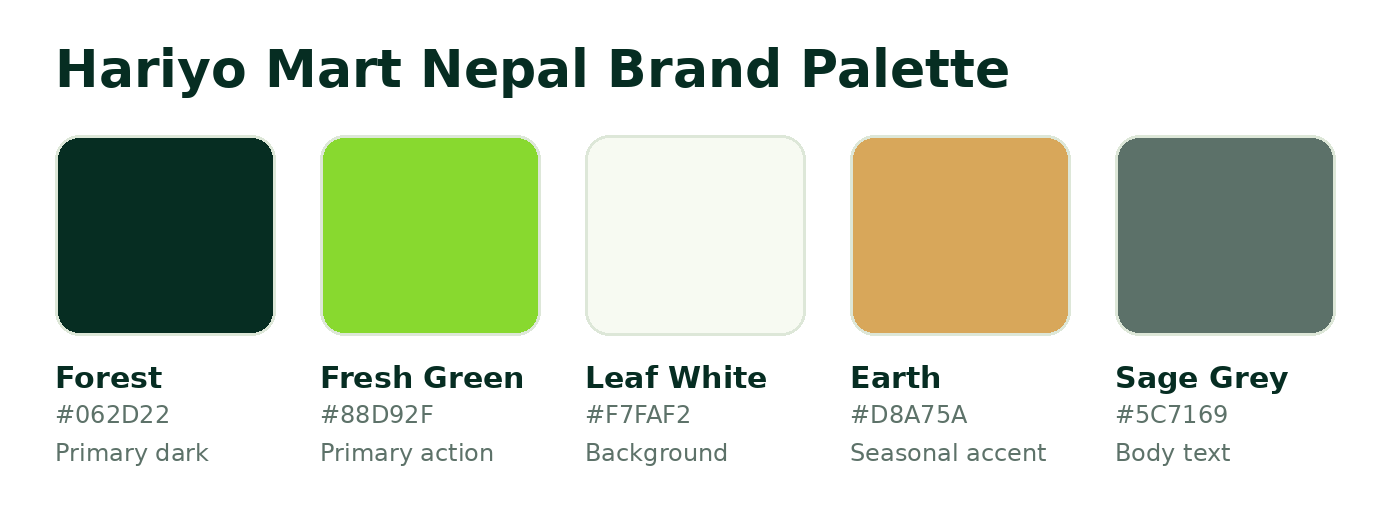 Hariyo Mart Nepal Brand Palette
Forest
#062D22
Primary dark
Fresh Green
#88D92F
Primary action
Leaf White
#F7FAF2
Background
Earth
#D8A75A
Seasonal accent
Sage Grey
#5C7169
Body text